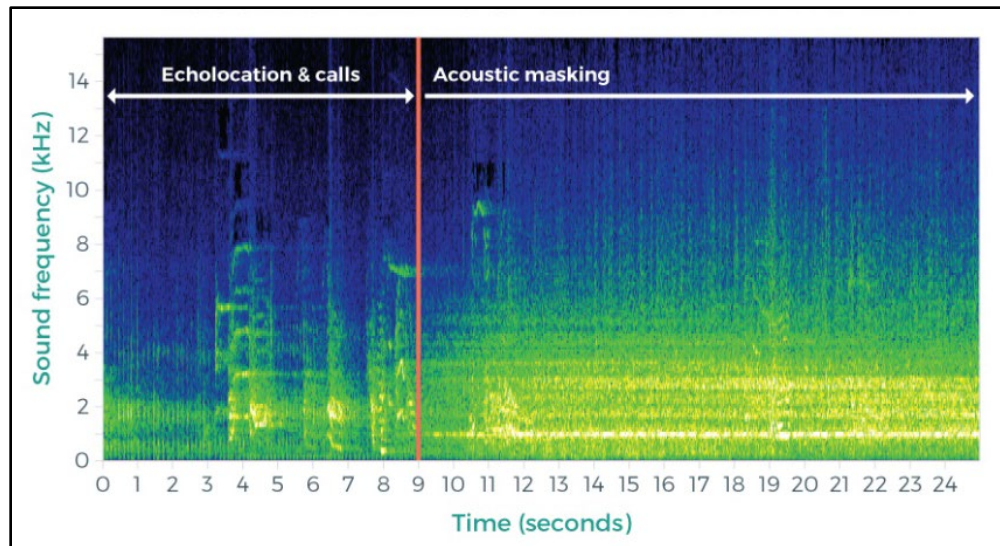 Echolocation & calls
Acoustic masking
Sound frequency (kHz)
14
12
10
8
6
4
2
0
0 1 2 3 4 5 6 7 8 9 10 11 12 13 14 15 16 17 18 19 20 21 22 23 24
Time (seconds)